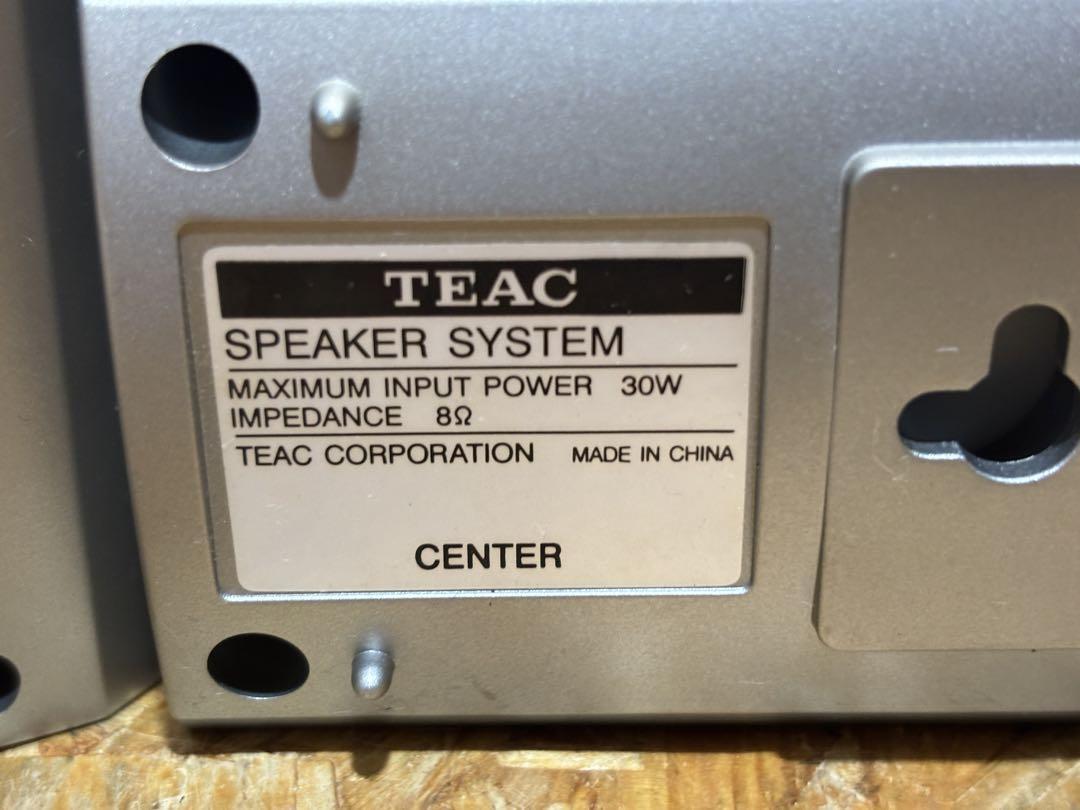 TEAC
SPEAKER SYSTEM
MAXIMUM INPUT POWER 30W
IMPEDANCE 8Ω
TEAC CORPORATION MADE IN CHINA
CENTER